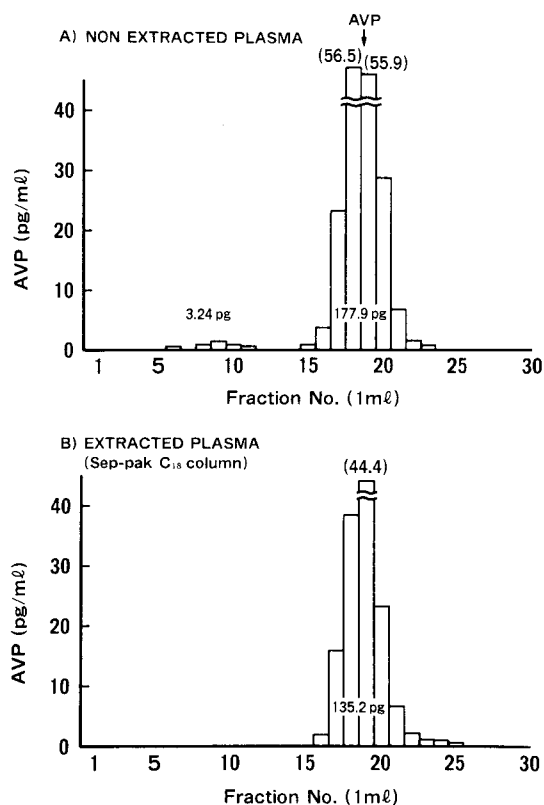 AVP
A) NON EXTRACTED PLASMA
(56.5) (55.9)
AVP (pg/mℓ)
40
30
20
10
0
3.24 pg
177.9 pg
1 5 10 15 20 25 30
Fraction No. (1mℓ)
B) EXTRACTED PLASMA
(Sep-pak C₁₈ column)
(44.4)
AVP (pg/mℓ)
40
30
20
10
0
135.2 pg
1 5 10 15 20 25 30
Fraction No. (1mℓ)